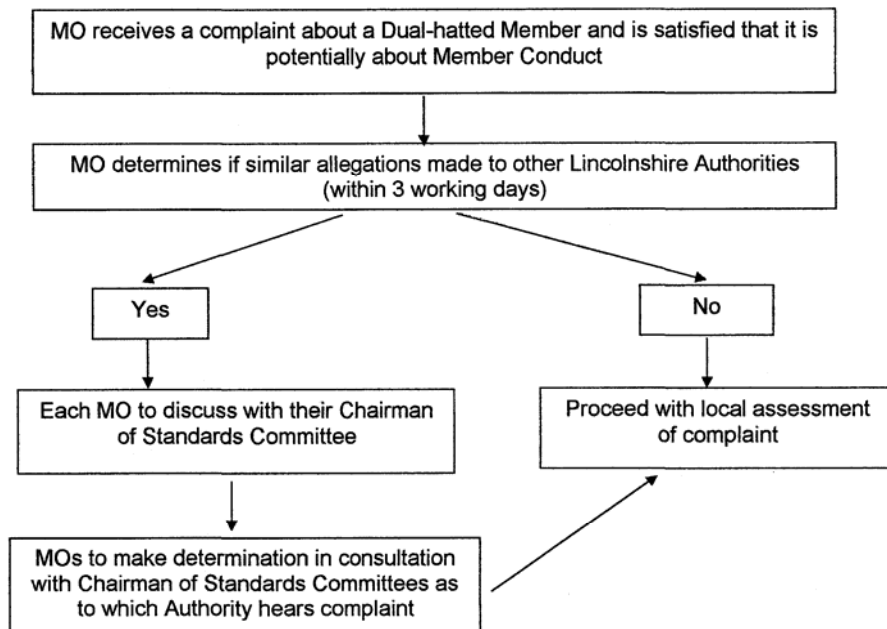 MO receives a complaint about a Dual-hatted Member and is satisfied that it is
potentially about Member Conduct
MO determines if similar allegations made to other Lincolnshire Authorities
(within 3 working days)
Yes
No
Each MO to discuss with their Chairman
of Standards Committee
Proceed with local assessment
of complaint
MOs to make determination in consultation
with Chairman of Standards Committees as
to which Authority hears complaint